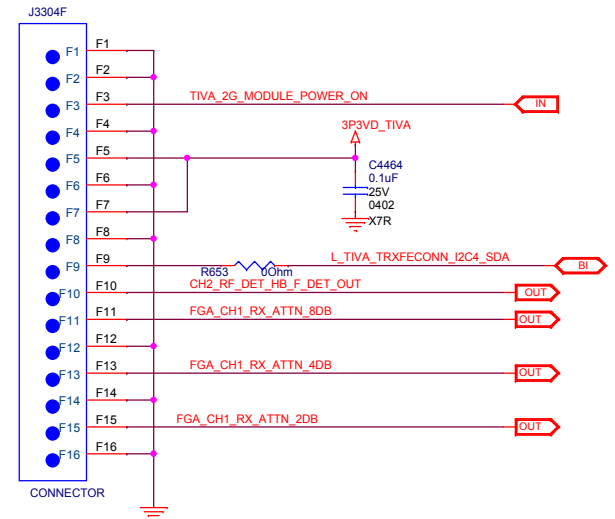 J3304F
F1 F1
F2 F2
F3 F3 TIVA_2G_MODULE_POWER_ON IN
F4 F4
3P3VD_TIVA
F5 F5
C4464
0.1uF
F6 F6
25V
0402
F7 F7
X7R
F8 F8
F9 F9 L_TIVA_TRXFECONN_I2C4_SDA BI
R653 0Ohm
F10 F10 CH2_RF_DET_HB_F_DET_OUT OUT
F11 F11 FGA_CH1_RX_ATTN_8DB OUT
F12 F12
F13 F13 FGA_CH1_RX_ATTN_4DB OUT
F14 F14
F15 F15 FGA_CH1_RX_ATTN_2DB OUT
F16 F16
CONNECTOR